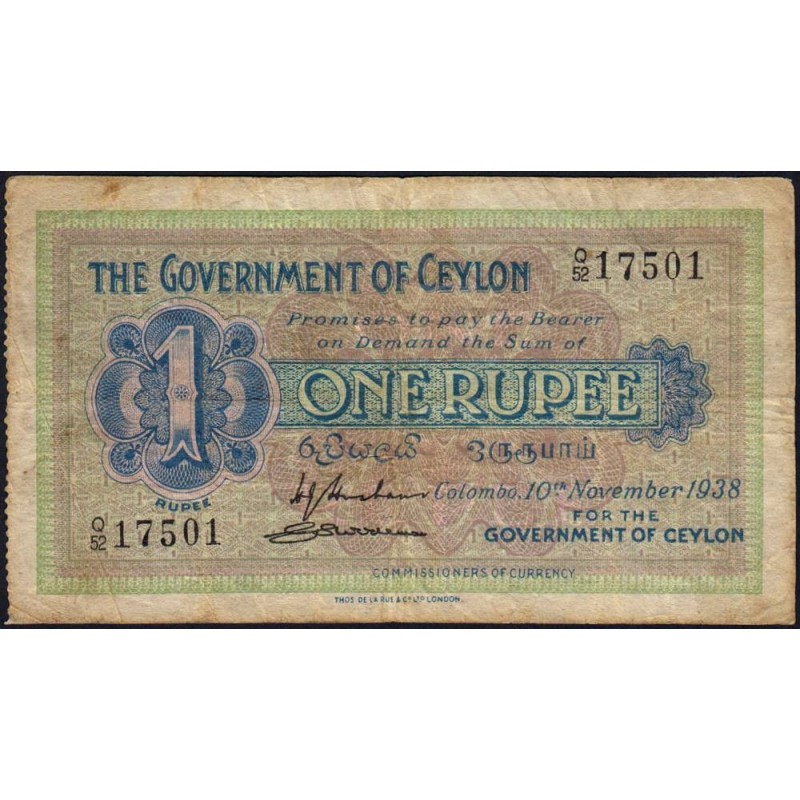 THE GOVERNMENT OF CEYLON
Q/52 17501
Promises to pay the Bearer
on Demand the Sum of
1
ONE RUPEE
RUPEE
රුපියලයි ஒருரூபாய்
Colombo, 10th November 1938
Q/52 17501
FOR THE
GOVERNMENT OF CEYLON
COMMISSIONERS OF CURRENCY
THOS DE LA RUE & Co LTD LONDON.